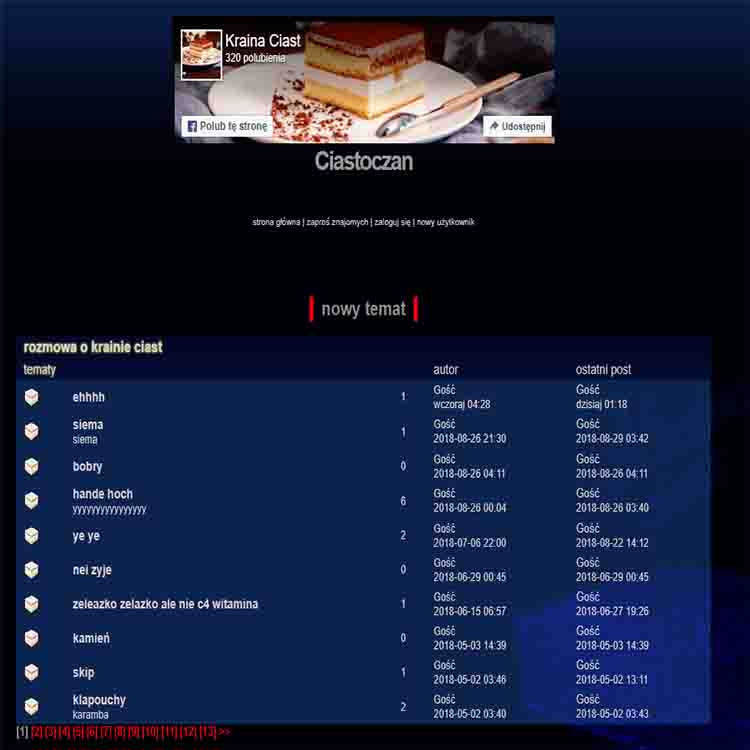 Kraina Ciast
320 polubienia
Polub tę stronę
Udostępnij
Ciastoczan
strona główna | zaproś znajomych | zaloguj się | nowy użytkownik
nowy temat
rozmowa o krainie ciast
tematy autor ostatni post
ehhhh 1 Gość wczoraj 04:28 Gość dzisiaj 01:18
siema
siema 1 Gość 2018-08-26 21:30 Gość 2018-08-29 03:42
bobry 0 Gość 2018-08-26 04:11 Gość 2018-08-26 04:11
hande hoch
yyyyyyyyyyyyyyyy 6 Gość 2018-08-26 00:04 Gość 2018-08-26 03:40
ye ye 2 Gość 2018-07-06 22:00 Gość 2018-08-22 14:12
nei zyje 0 Gość 2018-06-29 00:45 Gość 2018-06-29 00:45
zeleazko zelazko ale nie c4 witamina 1 Gość 2018-06-15 06:57 Gość 2018-06-27 19:26
kamień 0 Gość 2018-05-03 14:39 Gość 2018-05-03 14:39
skip 1 Gość 2018-05-02 03:46 Gość 2018-05-02 13:11
klapouchy
karamba 2 Gość 2018-05-02 03:40 Gość 2018-05-02 03:43
[1] [2] [3] [4] [5] [6] [7] [8] [9] [10] [11] [12] [13] >>